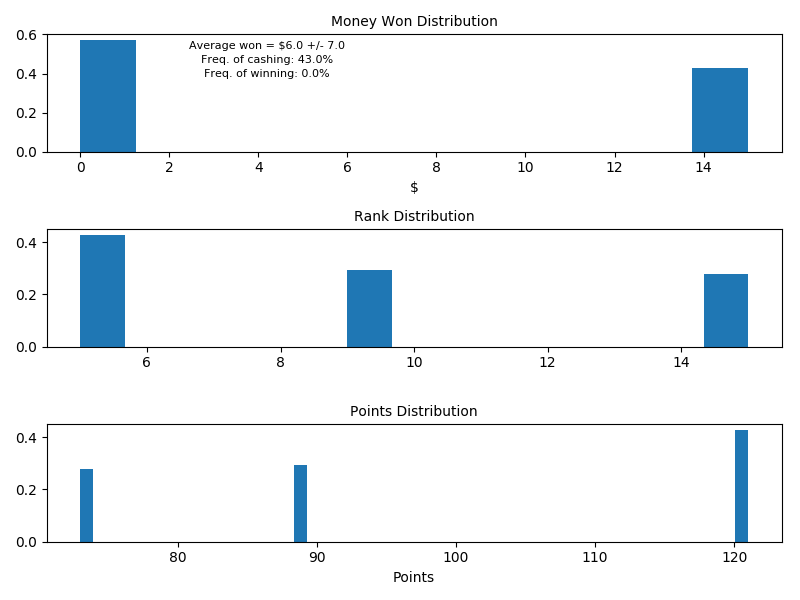 Money Won Distribution
0.6
0.4
0.2
0.0
Average won = $6.0 +/- 7.0
Freq. of cashing: 43.0%
Freq. of winning: 0.0%
0 2 4 6 8 10 12 14
$
Rank Distribution
0.4
0.2
0.0
6 8 10 12 14
Points Distribution
0.4
0.2
0.0
80 90 100 110 120
Points